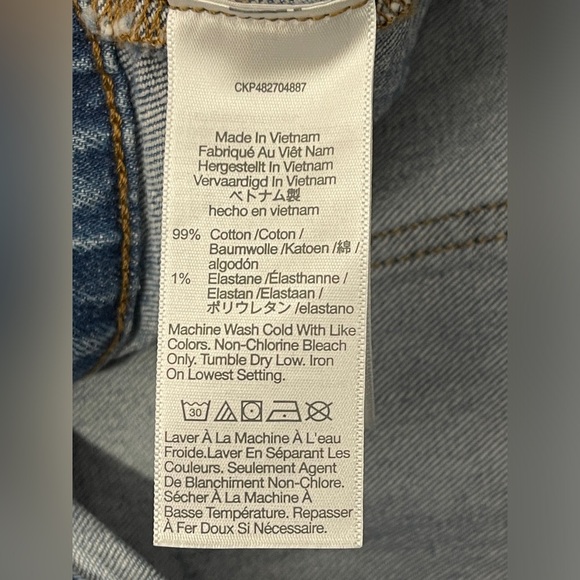 CKP482704887
Made In Vietnam
Fabriqué Au Viêt Nam
Hergestellt In Vietnam
Vervaardigd In Vietnam
ベトナム製
hecho en vietnam
99% Cotton /Coton /
Baumwolle /Katoen /綿 /
algodón
1% Elastane /Élasthanne /
Elastan /Elastaan /
ポリウレタン /elastano
Machine Wash Cold With Like
Colors. Non-Chlorine Bleach
Only. Tumble Dry Low. Iron
On Lowest Setting.
30
Laver À La Machine À L'eau
Froide.Laver En Séparant Les
Couleurs. Seulement Agent
De Blanchiment Non-Chlore.
Sécher À La Machine À
Basse Température. Repasser
À Fer Doux Si Nécessaire.